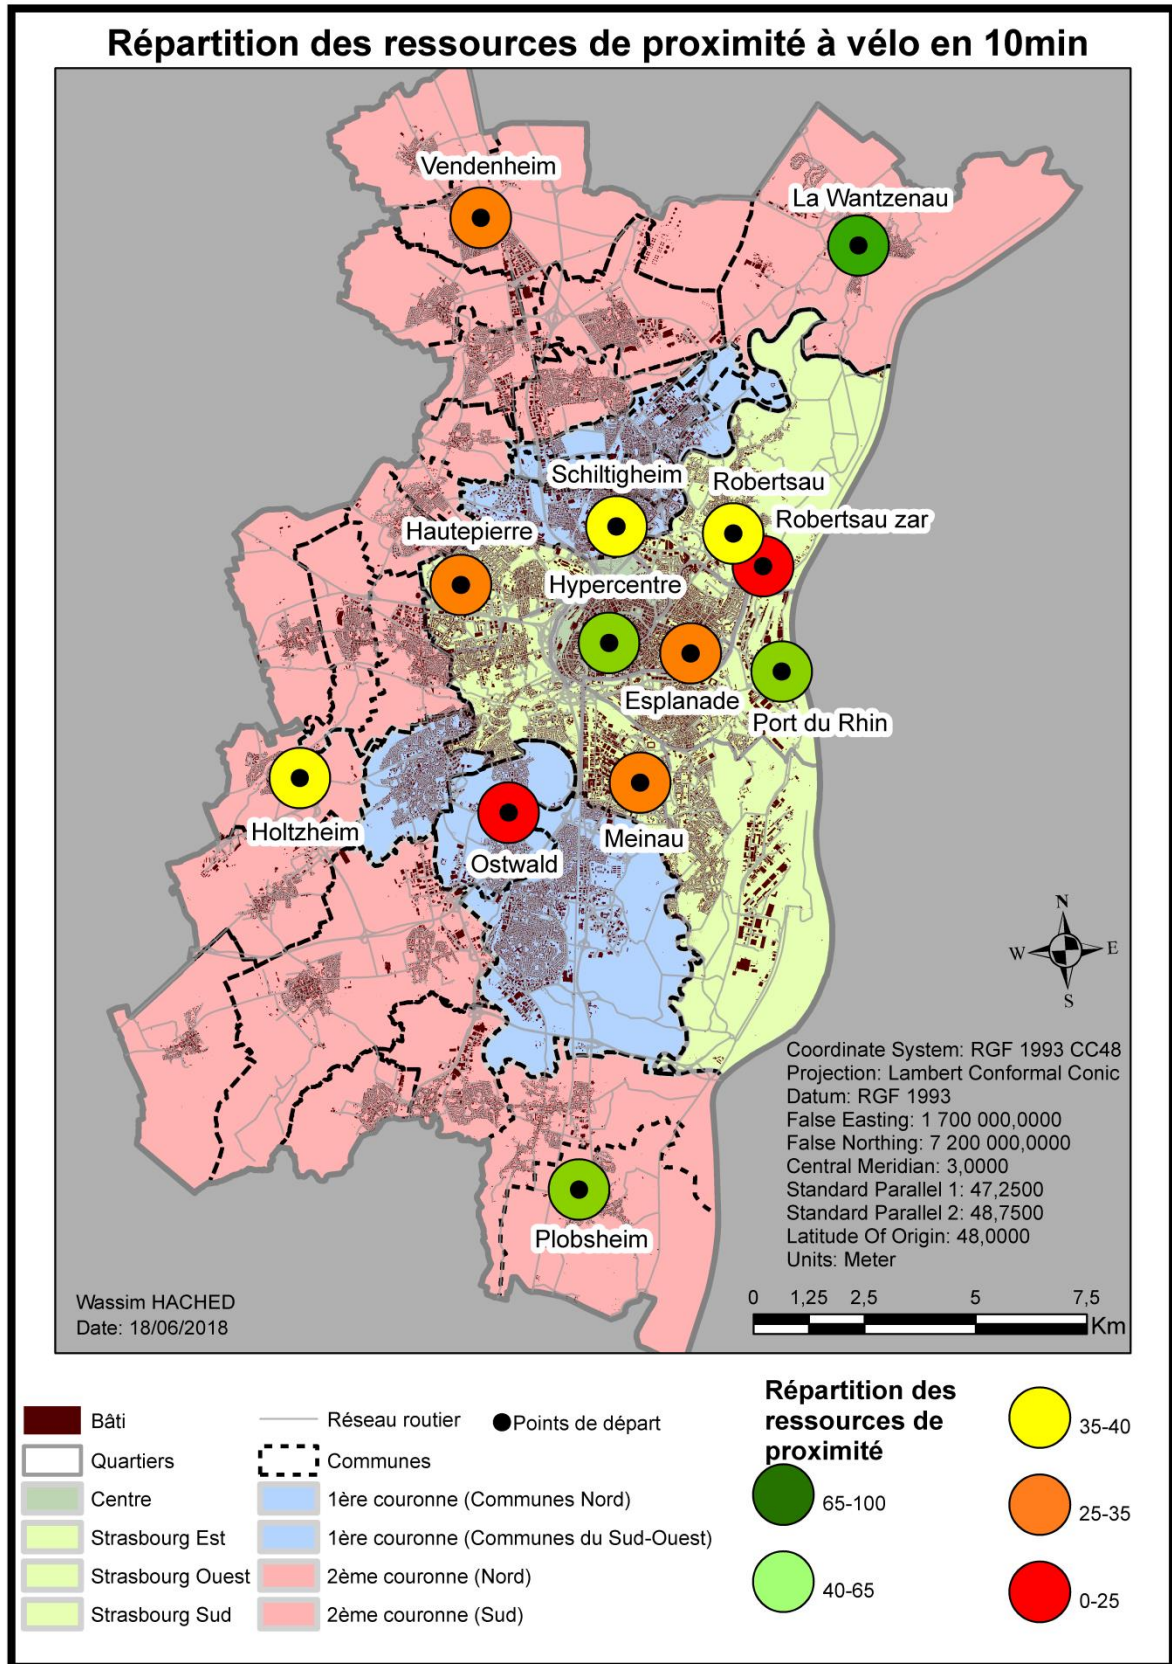 Répartition des ressources de proximité à vélo en 10min
Vendenheim
La Wantzenau
Schiltigheim
Robertsau
Robertsau zar
Hautepierre
Hypercentre
Esplanade
Port du Rhin
Holtzheim
Ostwald
Meinau
Plobsheim
N
W
E
S
Coordinate System: RGF 1993 CC48
Projection: Lambert Conformal Conic
Datum: RGF 1993
False Easting: 1 700 000,0000
False Northing: 7 200 000,0000
Central Meridian: 3,0000
Standard Parallel 1: 47,2500
Standard Parallel 2: 48,7500
Latitude Of Origin: 48,0000
Units: Meter
0 1,25 2,5 5 7,5
Km
Wassim HACHED
Date: 18/06/2018
Bâti
Quartiers
Centre
Strasbourg Est
Strasbourg Ouest
Strasbourg Sud
Réseau routier
Communes
1ère couronne (Communes Nord)
1ère couronne (Communes du Sud-Ouest)
2ème couronne (Nord)
2ème couronne (Sud)
Points de départ
Répartition des
ressources de
proximité
65-100
40-65
35-40
25-35
0-25